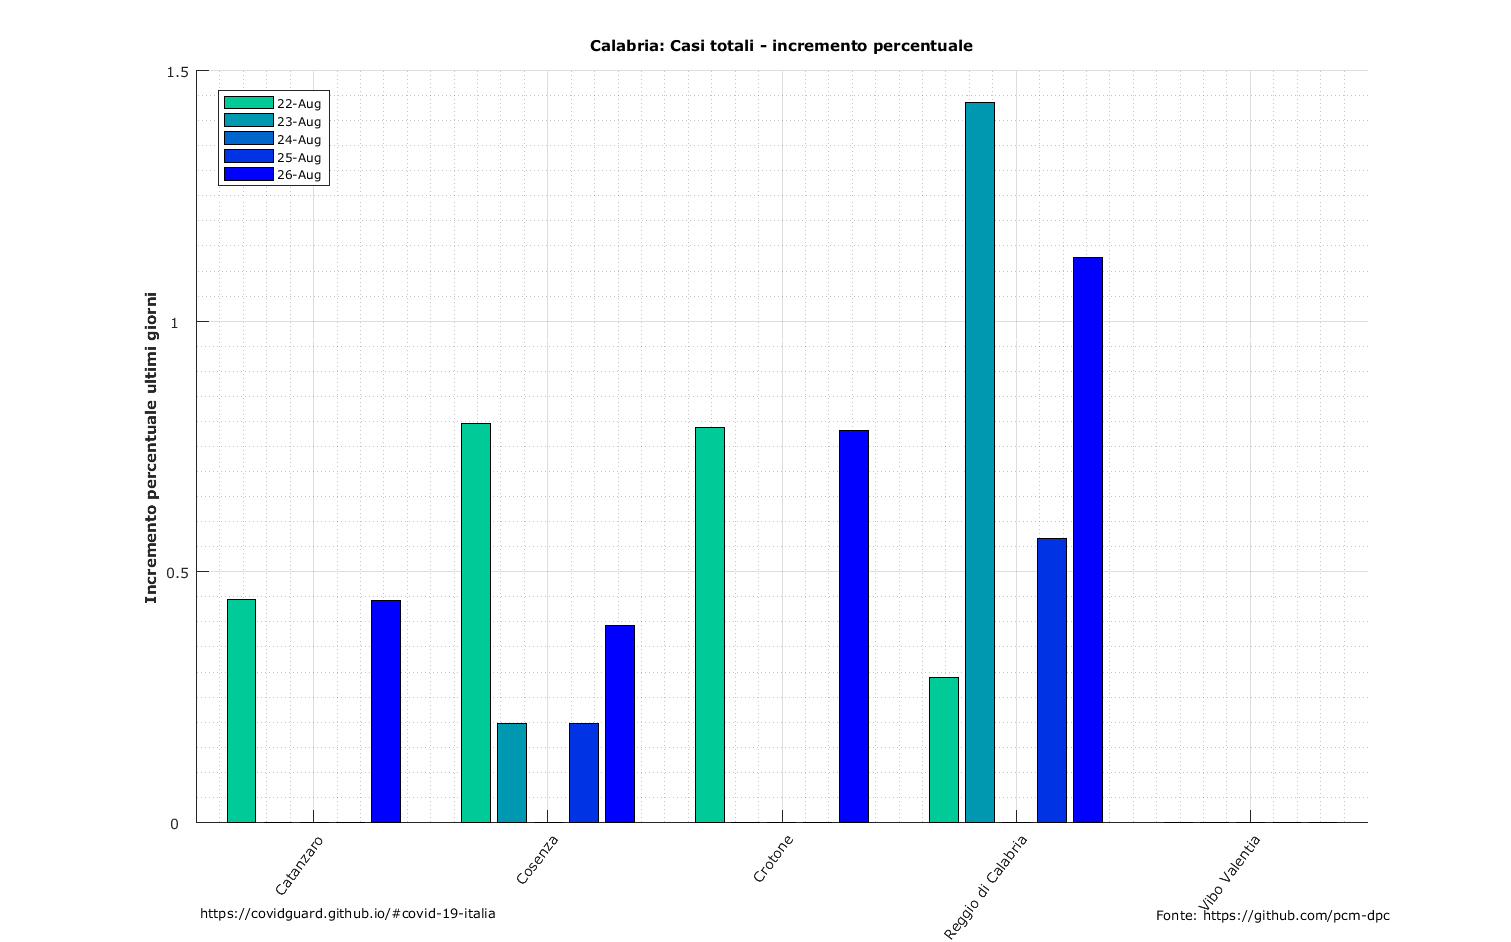 Calabria: Casi totali - incremento percentuale
1.5
22-Aug
23-Aug
24-Aug
25-Aug
26-Aug
Incremento percentuale ultimi giorni
1
0.5
0
Catanzaro
Cosenza
Crotone
Reggio di Calabria
Vibo Valentia
https://covidguard.github.io/#covid-19-italia
Fonte: https://github.com/pcm-dpc